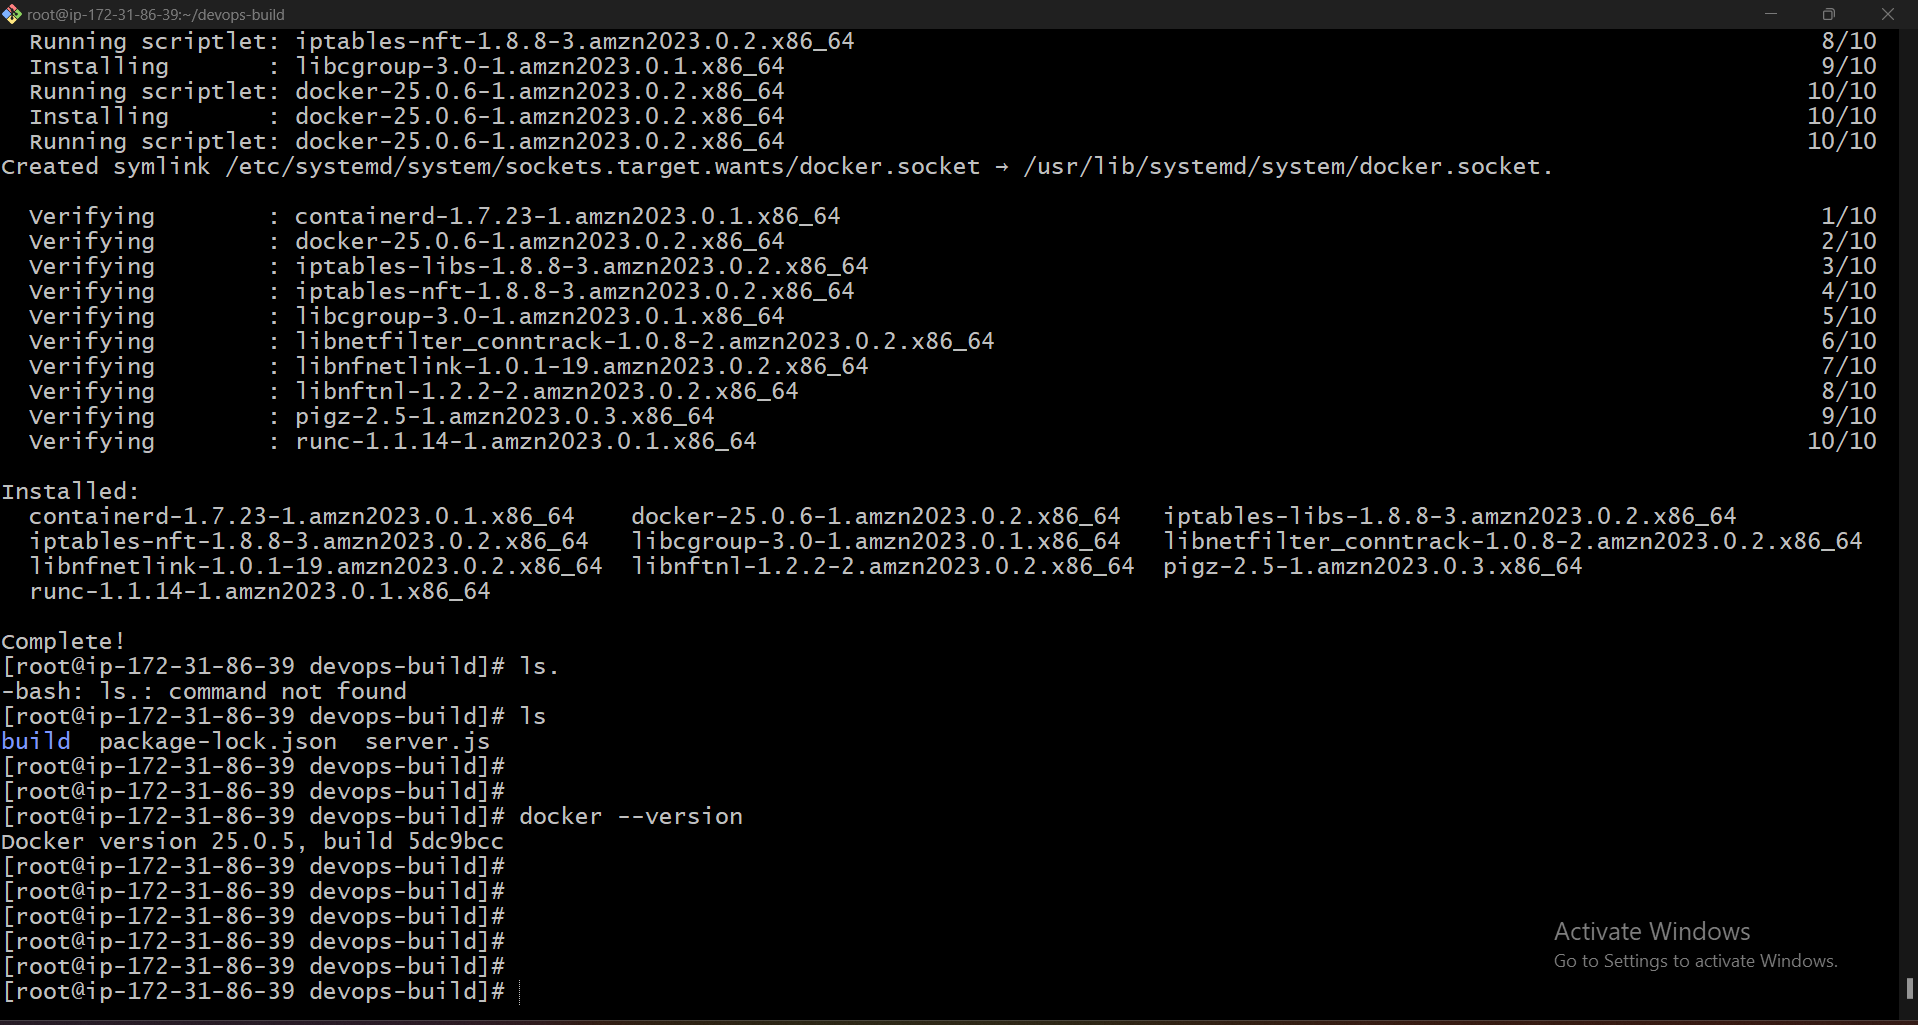 root@ip-172-31-86-39:~/devops-build
  Running scriptlet: iptables-nft-1.8.8-3.amzn2023.0.2.x86_64 8/10
  Installing       : libcgroup-3.0-1.amzn2023.0.1.x86_64 9/10
  Running scriptlet: docker-25.0.6-1.amzn2023.0.2.x86_64 10/10
  Installing       : docker-25.0.6-1.amzn2023.0.2.x86_64 10/10
  Running scriptlet: docker-25.0.6-1.amzn2023.0.2.x86_64 10/10
Created symlink /etc/systemd/system/sockets.target.wants/docker.socket → /usr/lib/systemd/system/docker.socket.
  Verifying        : containerd-1.7.23-1.amzn2023.0.1.x86_64 1/10
  Verifying        : docker-25.0.6-1.amzn2023.0.2.x86_64 2/10
  Verifying        : iptables-libs-1.8.8-3.amzn2023.0.2.x86_64 3/10
  Verifying        : iptables-nft-1.8.8-3.amzn2023.0.2.x86_64 4/10
  Verifying        : libcgroup-3.0-1.amzn2023.0.1.x86_64 5/10
  Verifying        : libnetfilter_conntrack-1.0.8-2.amzn2023.0.2.x86_64 6/10
  Verifying        : libnfnetlink-1.0.1-19.amzn2023.0.2.x86_64 7/10
  Verifying        : libnftnl-1.2.2-2.amzn2023.0.2.x86_64 8/10
  Verifying        : pigz-2.5-1.amzn2023.0.3.x86_64 9/10
  Verifying        : runc-1.1.14-1.amzn2023.0.1.x86_64 10/10
Installed:
  containerd-1.7.23-1.amzn2023.0.1.x86_64    docker-25.0.6-1.amzn2023.0.2.x86_64   iptables-libs-1.8.8-3.amzn2023.0.2.x86_64
  iptables-nft-1.8.8-3.amzn2023.0.2.x86_64   libcgroup-3.0-1.amzn2023.0.1.x86_64   libnetfilter_conntrack-1.0.8-2.amzn2023.0.2.x86_64
  libnfnetlink-1.0.1-19.amzn2023.0.2.x86_64  libnftnl-1.2.2-2.amzn2023.0.2.x86_64  pigz-2.5-1.amzn2023.0.3.x86_64
  runc-1.1.14-1.amzn2023.0.1.x86_64
Complete!
[root@ip-172-31-86-39 devops-build]# ls.
-bash: ls.: command not found
[root@ip-172-31-86-39 devops-build]# ls
build  package-lock.json  server.js
[root@ip-172-31-86-39 devops-build]#
[root@ip-172-31-86-39 devops-build]#
[root@ip-172-31-86-39 devops-build]# docker --version
Docker version 25.0.5, build 5dc9bcc
[root@ip-172-31-86-39 devops-build]#
[root@ip-172-31-86-39 devops-build]#
[root@ip-172-31-86-39 devops-build]#
[root@ip-172-31-86-39 devops-build]#
[root@ip-172-31-86-39 devops-build]#
[root@ip-172-31-86-39 devops-build]#
Activate Windows
Go to Settings to activate Windows.